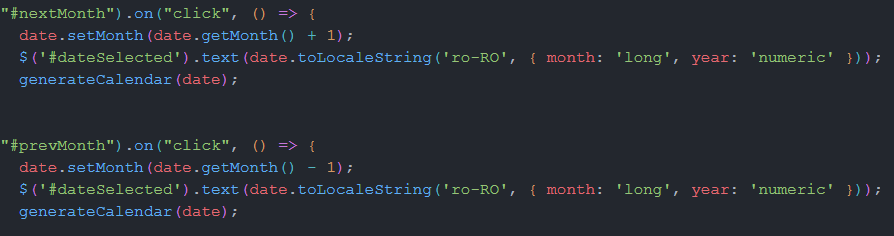 "#nextMonth").on("click", () => {
date.setMonth(date.getMonth() + 1);
$('#dateSelected').text(date.toLocaleString('ro-RO', { month: 'long', year: 'numeric' }));
generateCalendar(date);
"#prevMonth").on("click", () => {
date.setMonth(date.getMonth() - 1);
$('#dateSelected').text(date.toLocaleString('ro-RO', { month: 'long', year: 'numeric' }));
generateCalendar(date);